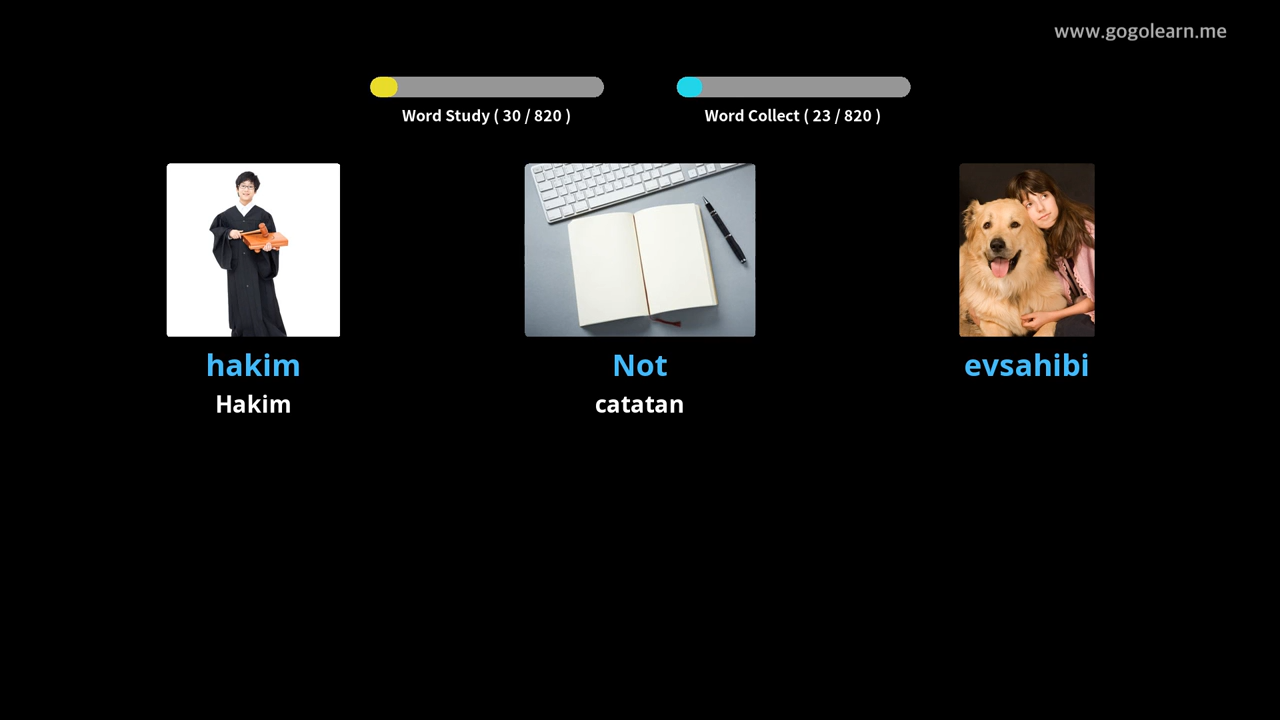 www.gogolearn.me
Word Study ( 30 / 820 )
Word Collect ( 23 / 820 )
hakim
Hakim
Not
catatan
evsahibi